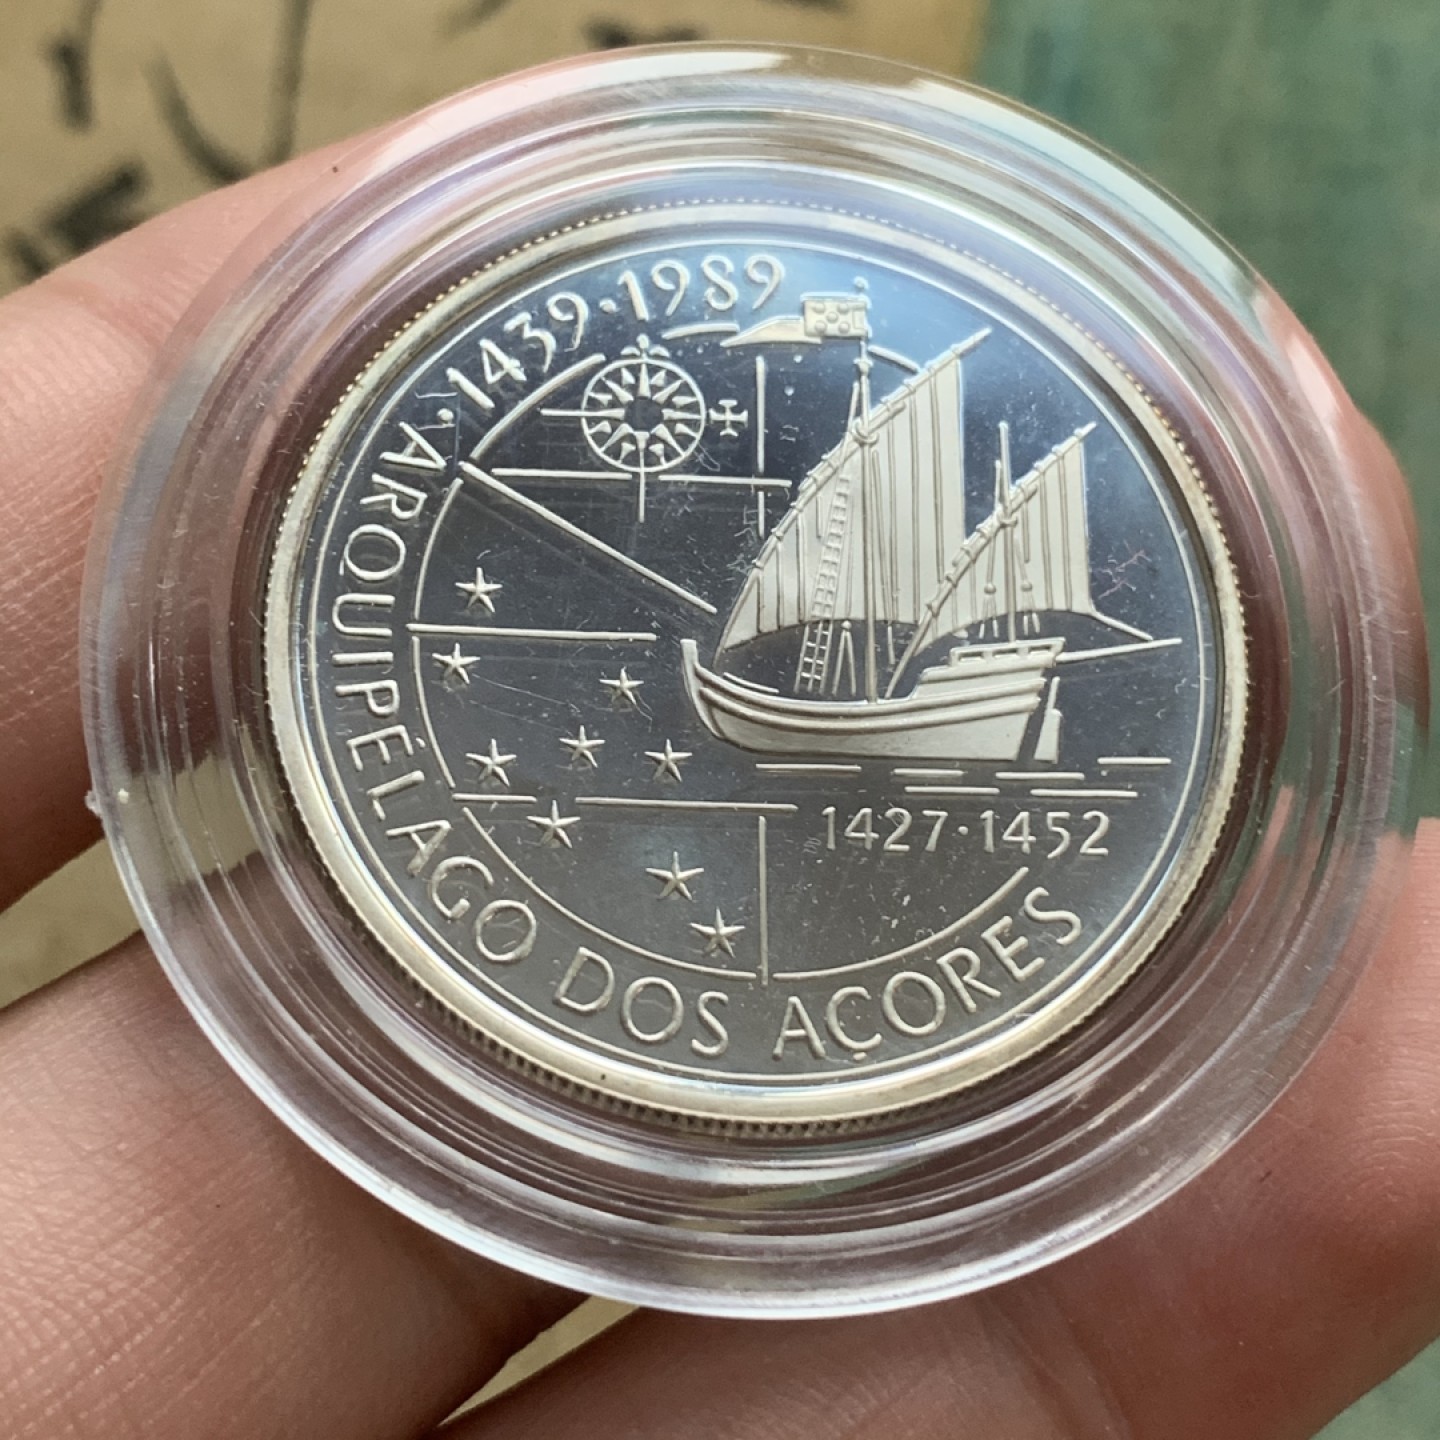 ARQUIPÉLAGO DOS AÇORES
·1439·1989
1427·1452